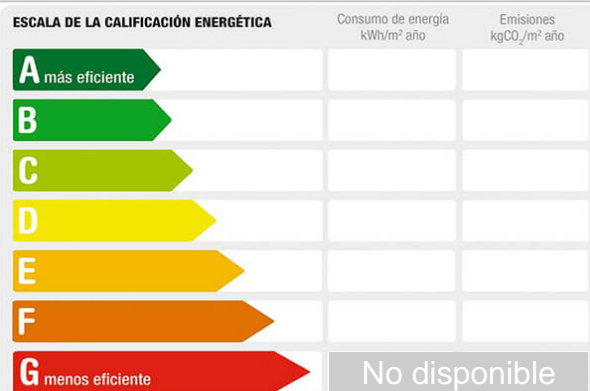 ESCALA DE LA CALIFICACIÓN ENERGÉTICA
Consumo de energía
kWh/m² año
Emisiones
kgCO₂/m² año
A más eficiente
B
C
D
E
F
G menos eficiente
No disponible